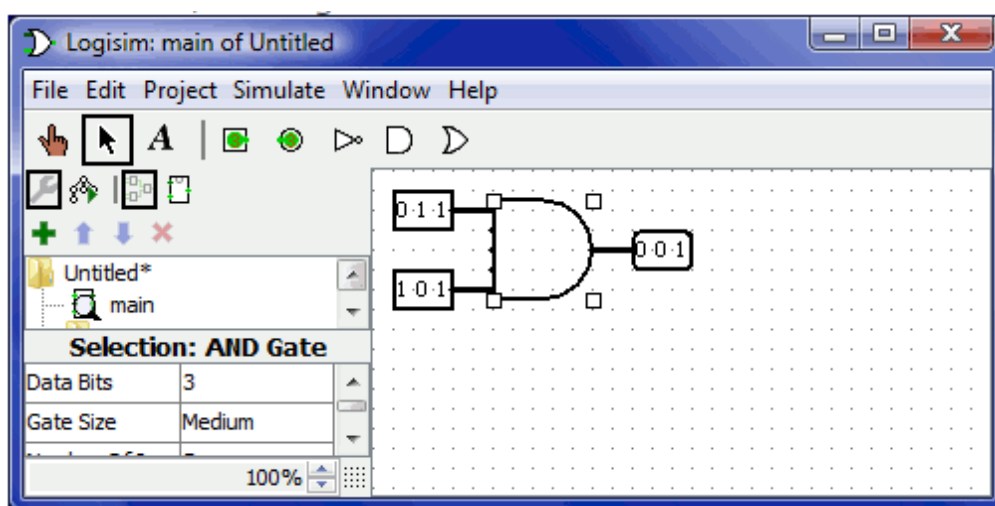 Logisim: main of Untitled
File Edit Project Simulate Window Help
A
Untitled*
main
Selection: AND Gate
Data Bits 3
Gate Size Medium
100%
0 1 1
1 0 1
0 0 1